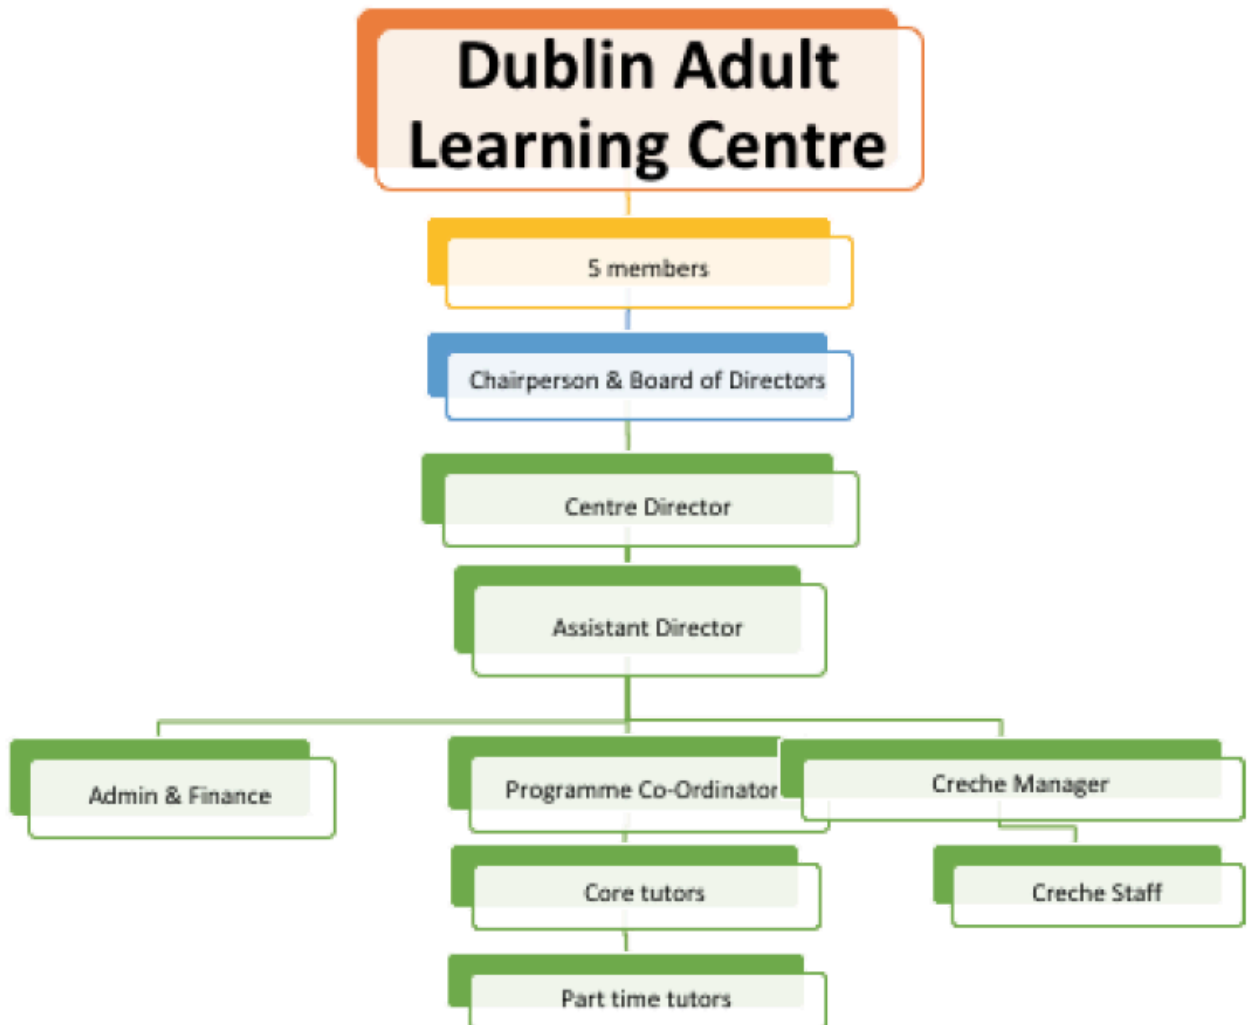 Dublin Adult
Learning Centre
5 members
Chairperson & Board of Directors
Centre Director
Assistant Director
Admin & Finance
Programme Co-Ordinator
Creche Manager
Core tutors
Creche Staff
Part time tutors